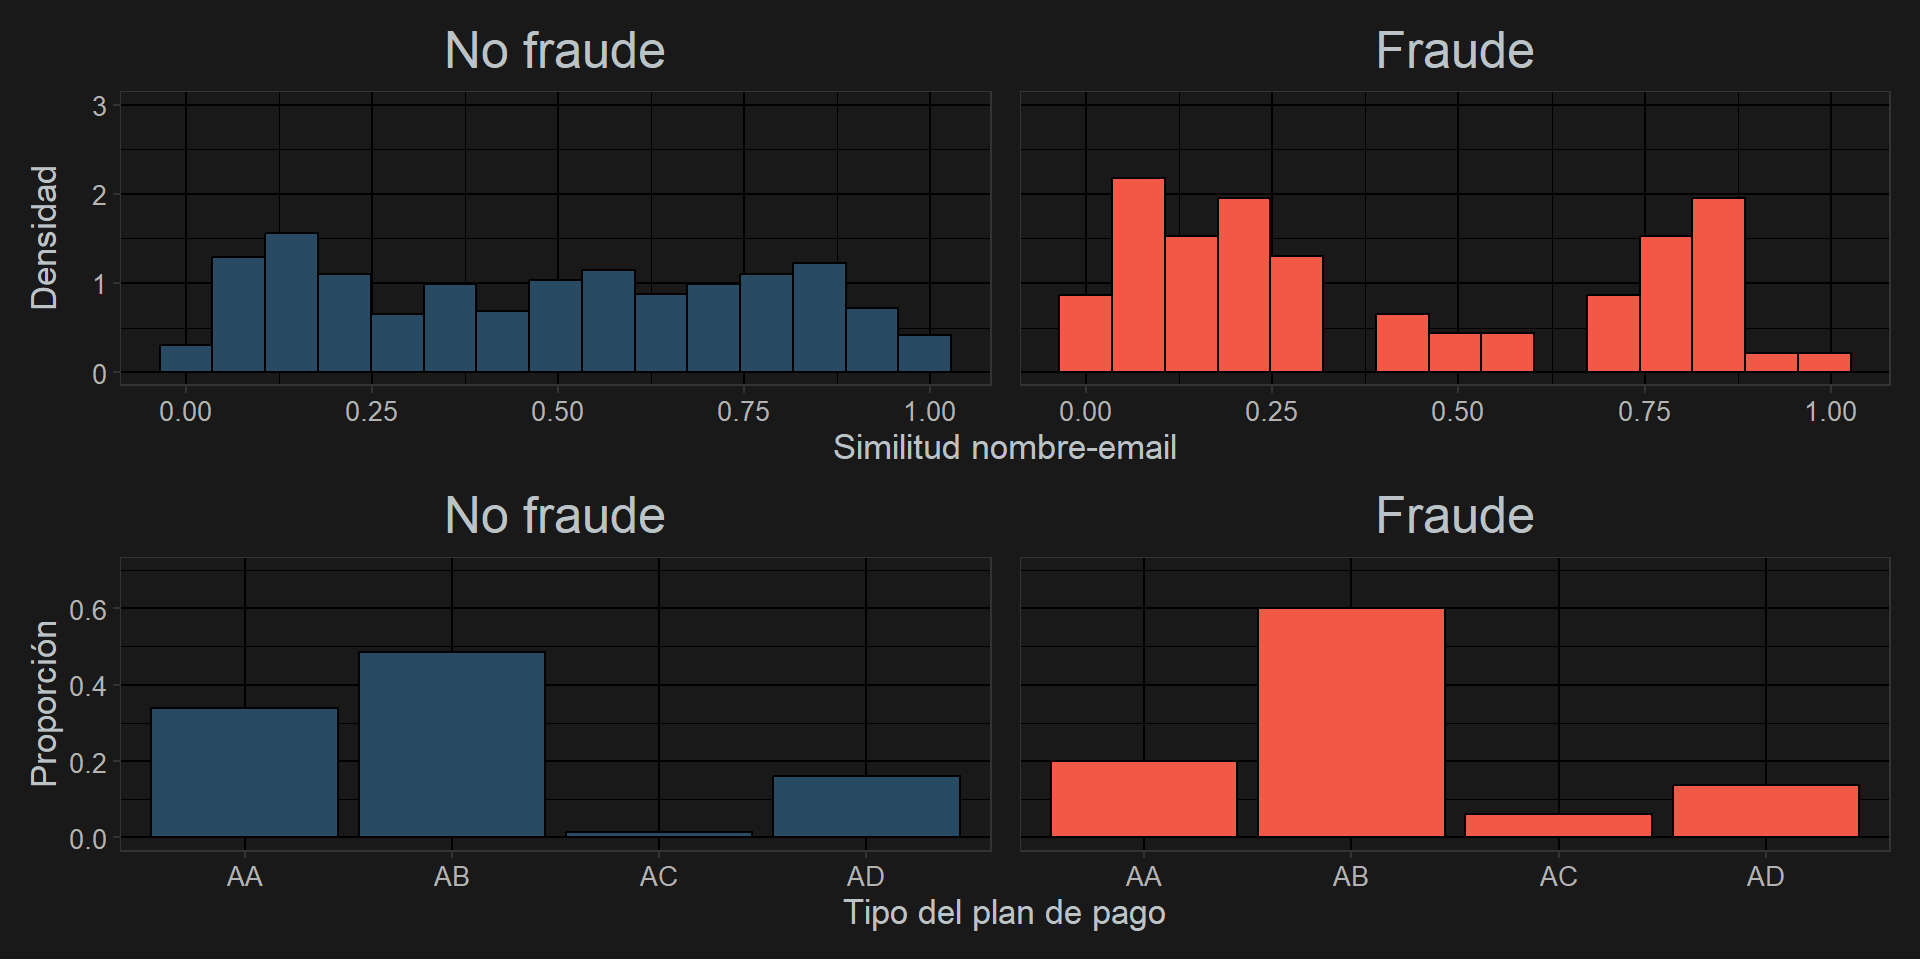 No fraude
Fraude
Densidad
3
2
1
0
0.00 0.25 0.50 0.75 1.00
0.00 0.25 0.50 0.75 1.00
Similitud nombre-email
No fraude
Fraude
Proporción
0.6
0.4
0.2
0.0
AA AB AC AD
AA AB AC AD
Tipo del plan de pago